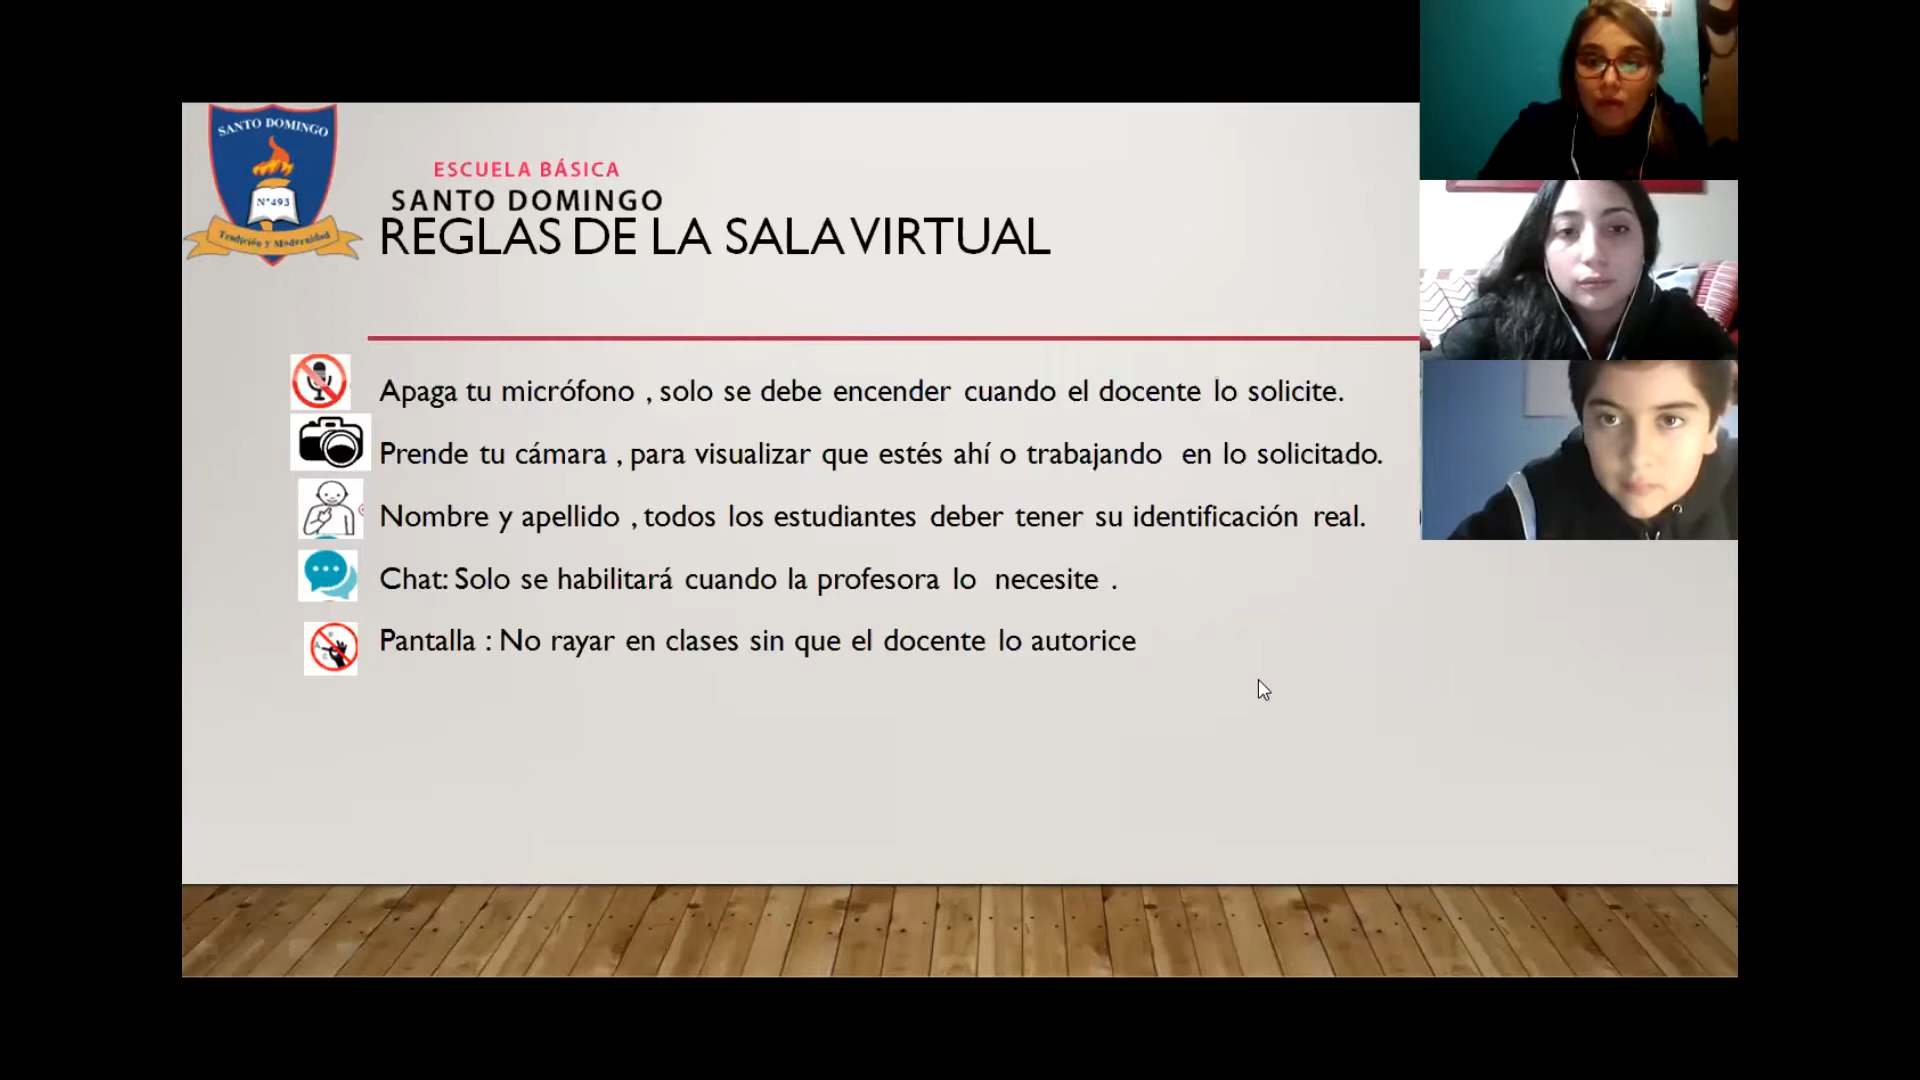 SANTO DOMINGO
N°493
Tradición y Modernidad
ESCUELA BÁSICA
SANTO DOMINGO
REGLAS DE LA SALA VIRTUAL
Apaga tu micrófono , solo se debe encender cuando el docente lo solicite.
Prende tu cámara , para visualizar que estés ahí o trabajando en lo solicitado.
Nombre y apellido , todos los estudiantes deber tener su identificación real.
Chat: Solo se habilitará cuando la profesora lo necesite .
Pantalla : No rayar en clases sin que el docente lo autorice